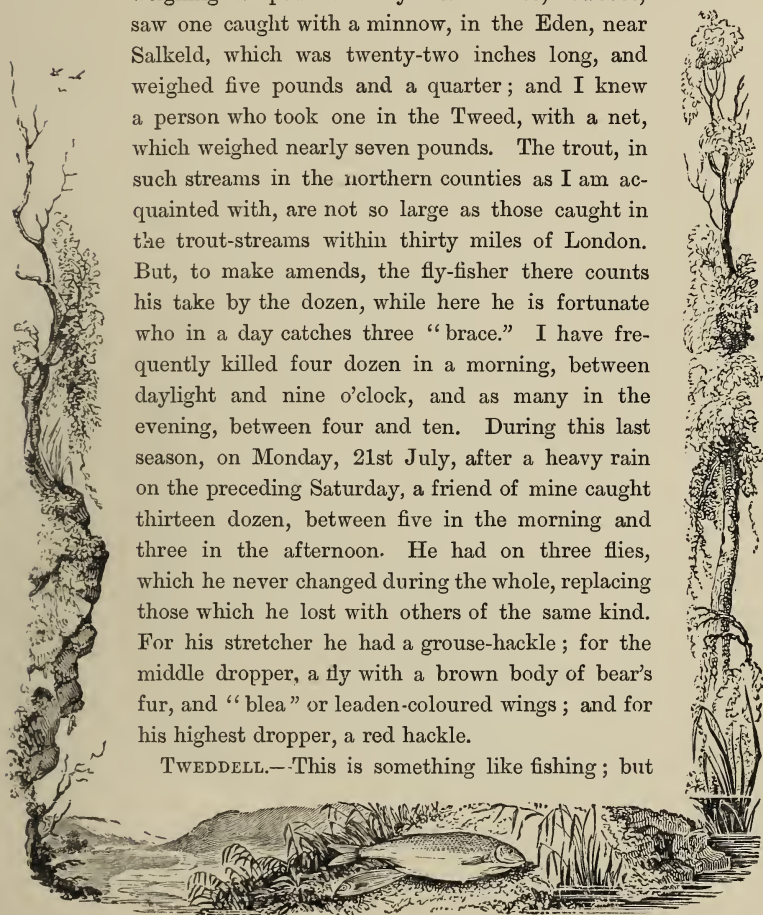 saw one caught with a minnow, in the Eden, near
Salkeld, which was twenty-two inches long, and
weighed five pounds and a quarter; and I knew
a person who took one in the Tweed, with a net,
which weighed nearly seven pounds. The trout, in
such streams in the northern counties as I am ac-
quainted with, are not so large as those caught in
the trout-streams within thirty miles of London.
But, to make amends, the fly-fisher there counts
his take by the dozen, while here he is fortunate
who in a day catches three “brace.” I have fre-
quently killed four dozen in a morning, between
daylight and nine o’clock, and as many in the
evening, between four and ten. During this last
season, on Monday, 21st July, after a heavy rain
on the preceding Saturday, a friend of mine caught
thirteen dozen, between five in the morning and
three in the afternoon. He had on three flies,
which he never changed during the whole, replacing
those which he lost with others of the same kind.
For his stretcher he had a grouse-hackle; for the
middle dropper, a fly with a brown body of bear’s
fur, and “blea” or leaden-coloured wings; and for
his highest dropper, a red hackle.
TWEDDELL.—This is something like fishing; but